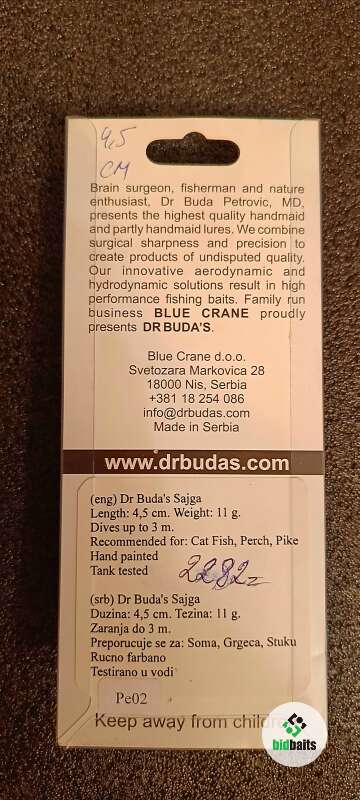 4,5
см
Brain surgeon, fisherman and nature
enthusiast, Dr Buda Petrovic, MD,
presents the highest quality handmaid
and partly handmaid lures. We combine
surgical sharpness and precision to
create products of undisputed quality.
Our innovative aerodynamic and
hydrodynamic solutions result in high
performance fishing baits. Family run
business BLUE CRANE proudly
presents DR BUDA'S.
Blue Crane d.o.o.
Svetozara Markovica 28
18000 Nis, Serbia
+381 18 254 086
info@drbudas.com
Made in Serbia
www.drbudas.com
(eng) Dr Buda's Sajga
Length: 4,5 cm. Weight: 11 g.
Dives up to 3 m.
Recommended for: Cat Fish, Perch, Pike
Hand painted
Tank tested
(srb) Dr Buda's Sajga
Duzina: 4,5 cm. Tezina: 11 g.
Zaranja do 3 m.
Preporucuje se za: Soma, Grgeca, Stuku
Rucno farbano
Testirano u vodi
Pe02
Keep away from
bidbaits